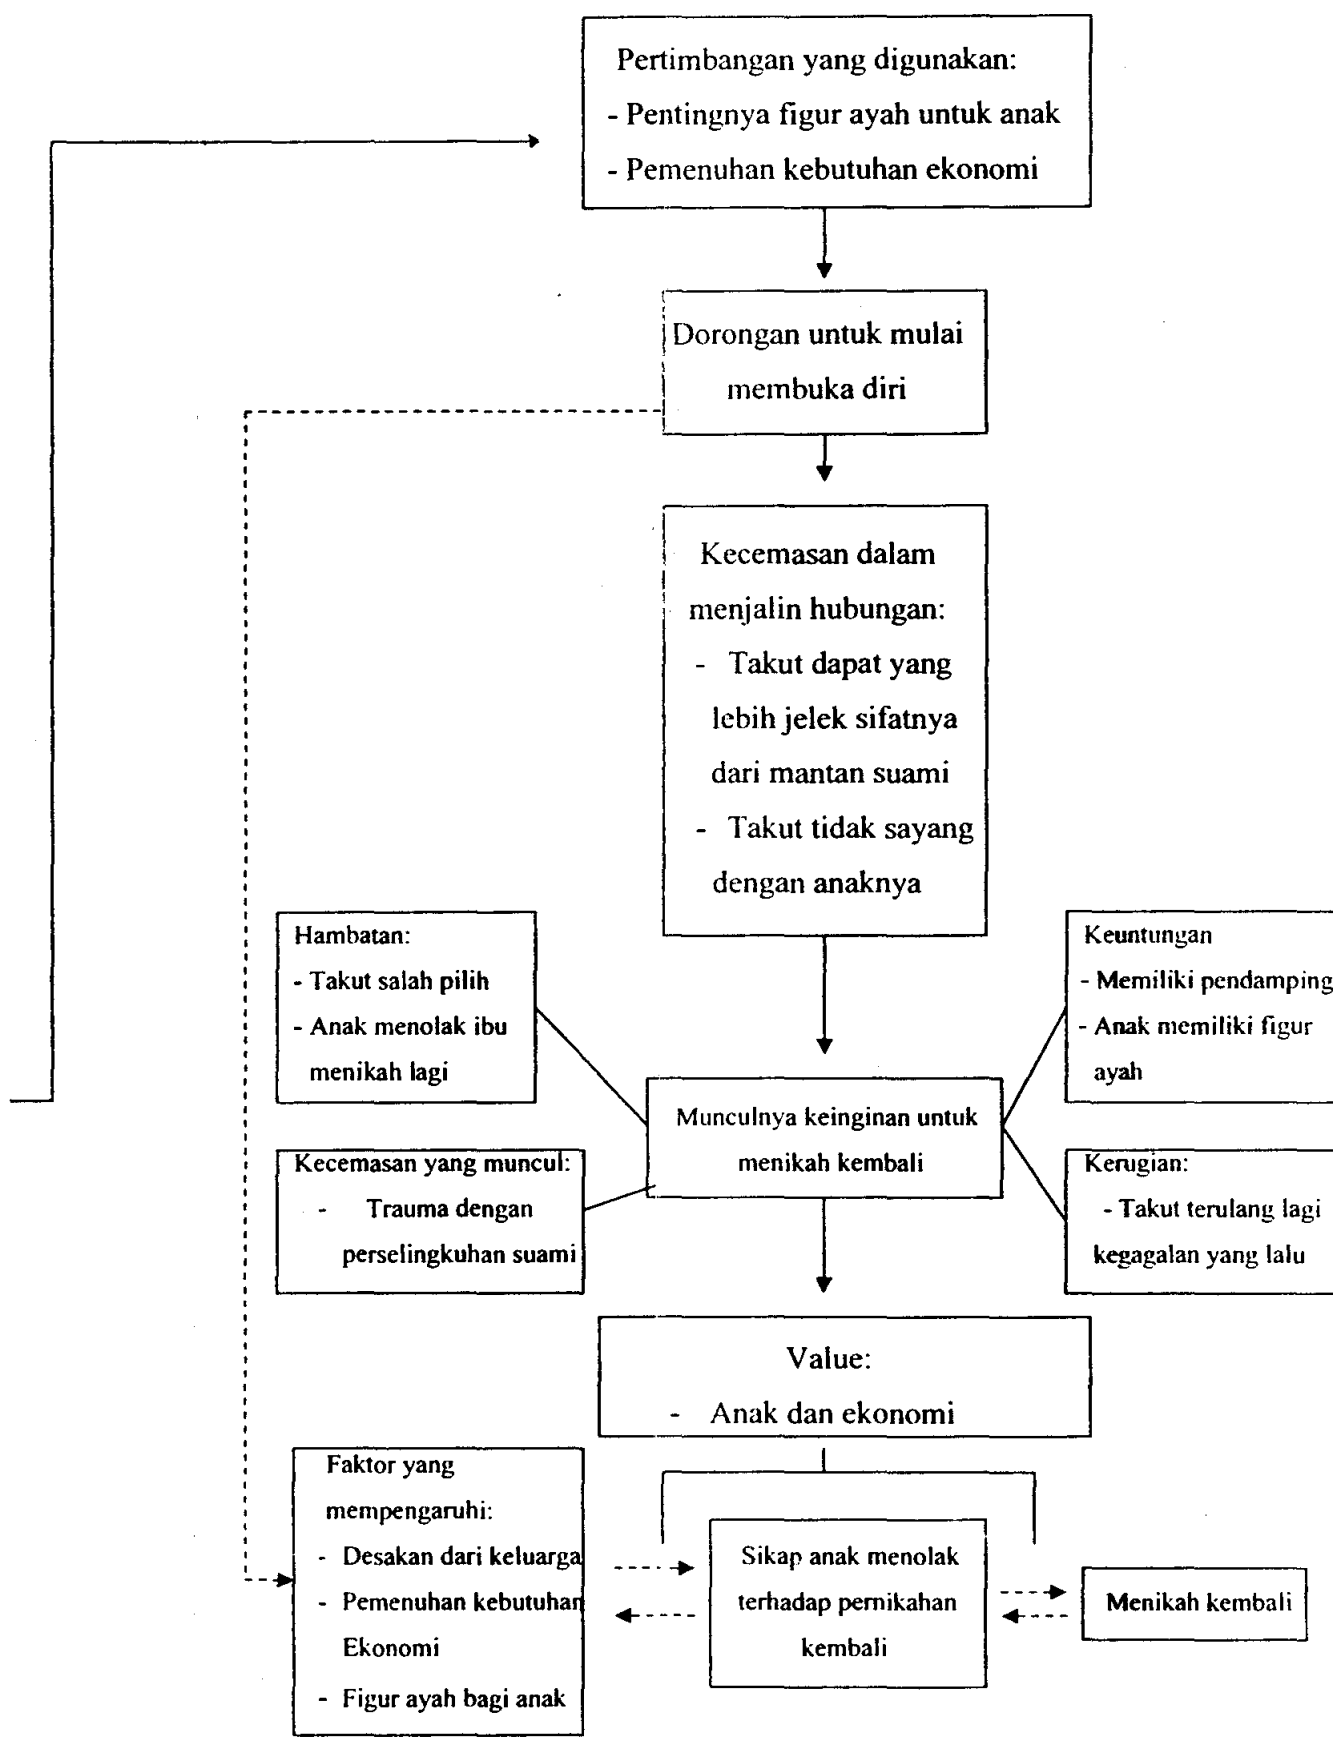 Pertimbangan yang digunakan:
- Pentingnya figur ayah untuk anak
- Pemenuhan kebutuhan ekonomi
Dorongan untuk mulai
membuka diri
Kecemasan dalam
menjalin hubungan:
- Takut dapat yang
lebih jelek sifatnya
dari mantan suami
- Takut tidak sayang
dengan anaknya
Hambatan:
- Takut salah pilih
- Anak menolak ibu
menikah lagi
Keuntungan
- Memiliki pendamping
- Anak memiliki figur
ayah
Munculnya keinginan untuk
menikah kembali
Kecemasan yang muncul:
- Trauma dengan
perselingkuhan suami
Kerugian:
- Takut terulang lagi
kegagalan yang lalu
Value:
- Anak dan ekonomi
Faktor yang
mempengaruhi:
- Desakan dari keluarga
- Pemenuhan kebutuhan
Ekonomi
- Figur ayah bagi anak
Sikap anak menolak
terhadap pernikahan
kembali
Menikah kembali